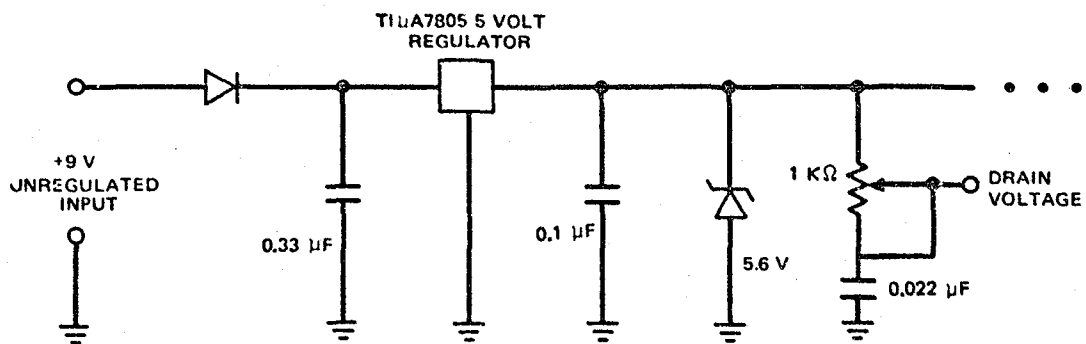 TI µA7805 5 VOLT
REGULATOR
+9 V
UNREGULATED
INPUT
0.33 µF
0.1 µF
5.6 V
1 KΩ
DRAIN
VOLTAGE
0.022 µF